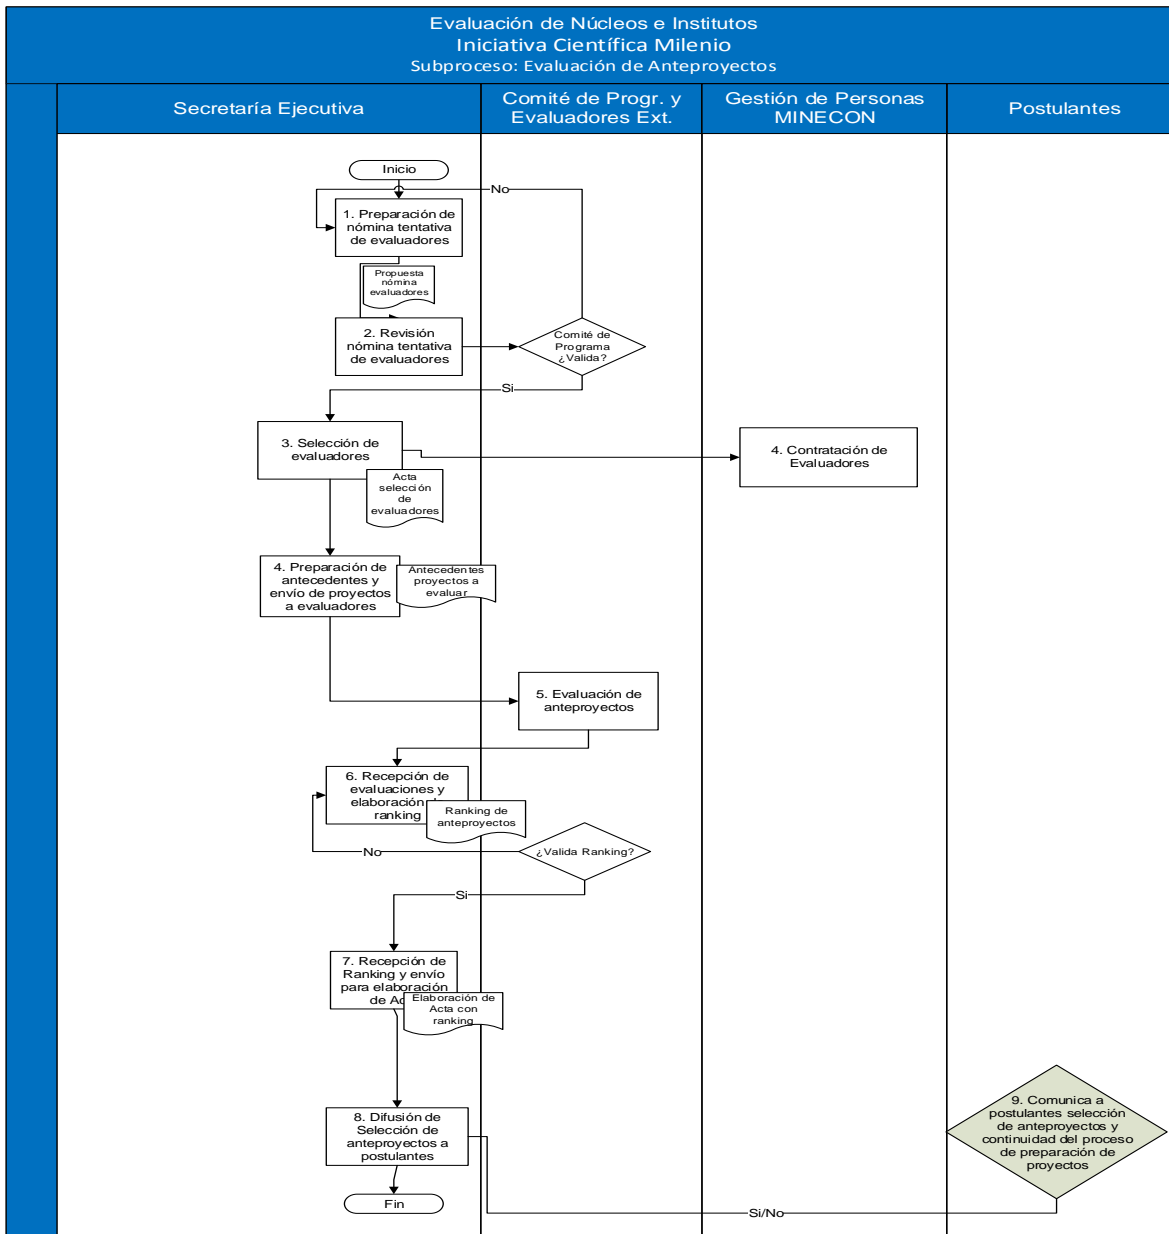 Evaluación de Núcleos e Institutos
Iniciativa Científica Milenio
Subproceso: Evaluación de Anteproyectos
Secretaría Ejecutiva
Comité de Progr. y
Evaluadores Ext.
Gestión de Personas
MINECON
Postulantes
Inicio
No
1. Preparación de
nómina tentativa
de evaluadores
Propuesta
nómina
evaluadores
2. Revisión
nómina tentativa
de evaluadores
Comité de
Programa
¿Valida?
Si
3. Selección de
evaluadores
4. Contratación de
Evaluadores
Acta
selección
de
evaluadores
4. Preparación de
antecedentes y
envío de proyectos
a evaluadores
Antecedentes
proyectos a
evaluar
5. Evaluación de
anteproyectos
6. Recepción de
evaluaciones y
elaboración
ranking
Ranking de
anteproyectos
No
¿Valida Ranking?
Si
7. Recepción de
Ranking y envío
para elaboración
de
Elaboración de
Acta con
ranking
8. Difusión de
Selección de
anteproyectos a
postulantes
9. Comunica a
postulantes selección
de anteproyectos y
continuidad del proceso
de preparación de
proyectos
Fin
Si/No